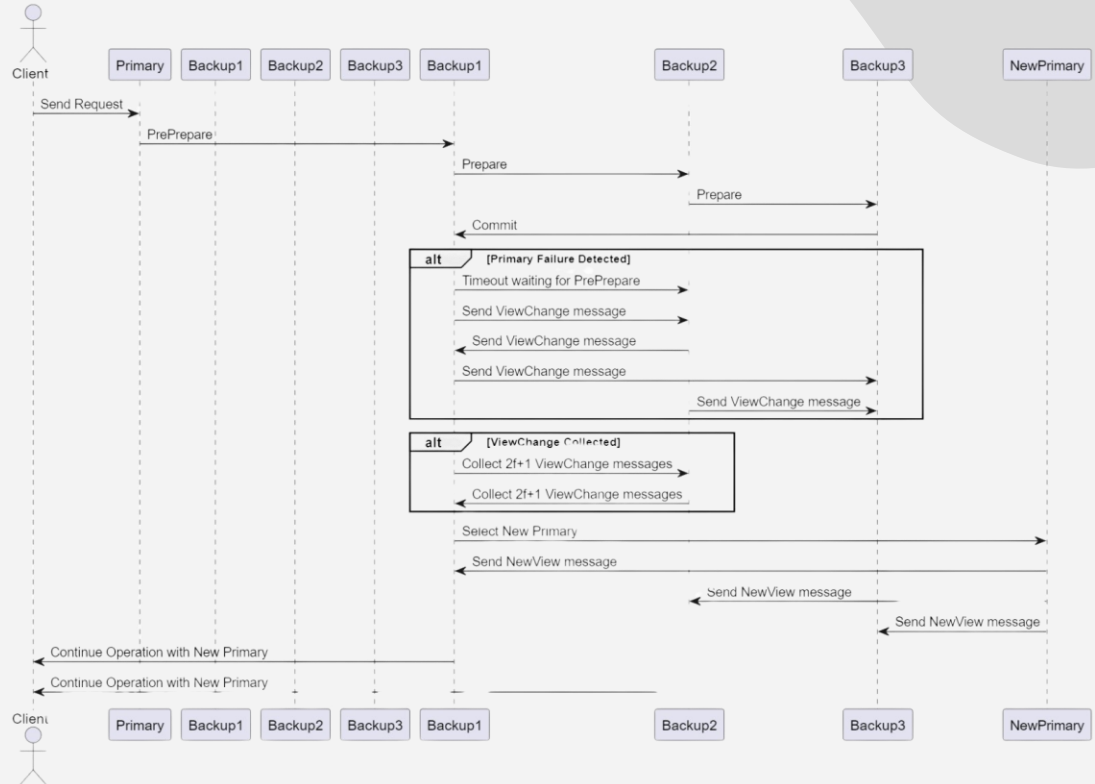 Client
Primary Backup1 Backup2 Backup3 Backup1 Backup2 Backup3 NewPrimary
Send Request
PrePrepare
Prepare
Prepare
Commit
alt [Primary Failure Detected]
Timeout waiting for PrePrepare
Send ViewChange message
Send ViewChange message
Send ViewChange message
Send ViewChange message
alt [ViewChange Collected]
Collect 2f+1 ViewChange messages
Collect 2f+1 ViewChange messages
Select New Primary
Send NewView message
Send NewView message
Send NewView message
Continue Operation with New Primary
Continue Operation with New Primary
Client
Primary Backup1 Backup2 Backup3 Backup1 Backup2 Backup3 NewPrimary